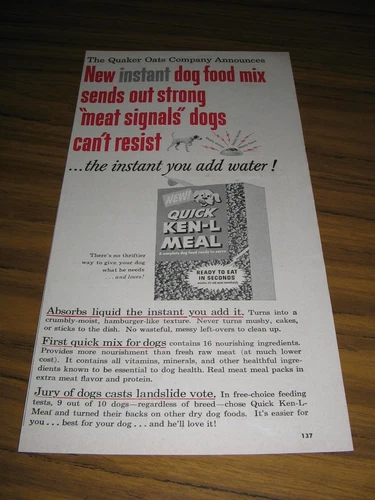 The Quaker Oats Company Announces
New instant dog food mix
sends out strong
"meat signals" dogs
can't resist
...the instant you add water!
NEW!
QUICK
KEN-L
MEAL
A complete dog food ready to serve
READY TO EAT
IN SECONDS
There's no thriftier
way to give your dog
what he needs
...and loves!
Absorbs liquid the instant you add it. Turns into a
crumbly-moist, hamburger-like texture. Never turns mushy, cakes,
or sticks to the dish. No wasteful, messy left-overs to clean up.
First quick mix for dogs contains 16 nourishing ingredients.
Provides more nourishment than fresh raw meat (at much lower
cost). It contains all vitamins, minerals, and other healthful ingre-
dients known to be essential to dog health. Real meat meal packs in
extra meat flavor and protein.
Jury of dogs casts landslide vote. In free-choice feeding
tests, 9 out of 10 dogs—regardless of breed—chose Quick Ken-L-
Meal and turned their backs on other dry dog foods. It's easier for
you... best for your dog... and he'll love it!
137